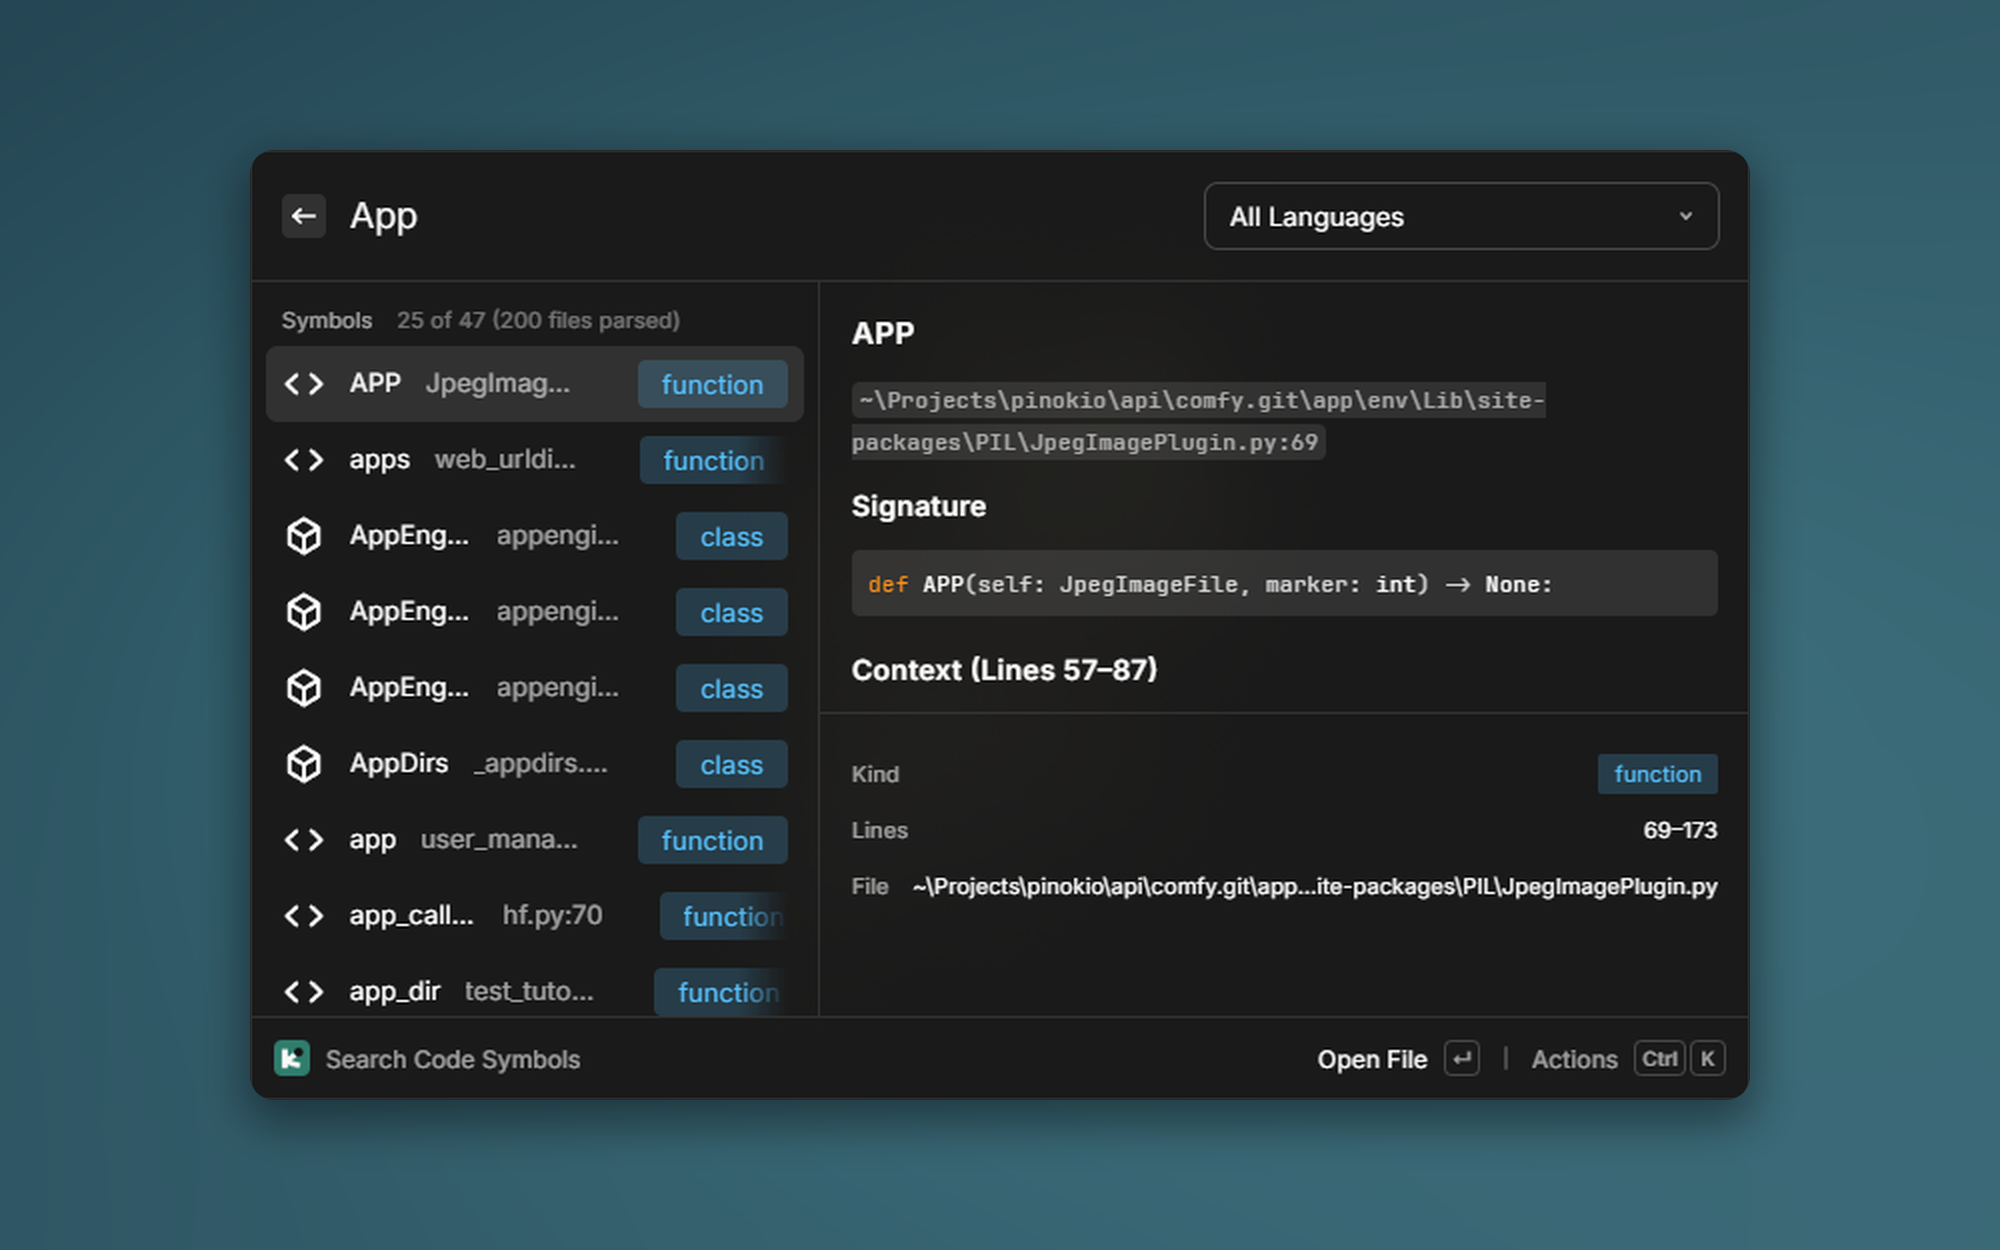 App
All Languages
Symbols 25 of 47 (200 files parsed)
APP JpegImag... function
apps web_urldi... function
AppEng... appengi... class
AppEng... appengi... class
AppEng... appengi... class
AppDirs _appdirs.... class
app user_mana... function
app_call... hf.py:70 function
app_dir test_tuto... function
APP
~\Projects\pinokio\api\comfy.git\app\env\Lib\site-
packages\PIL\JpegImagePlugin.py:69
Signature
def APP(self: JpegImageFile, marker: int) -> None:
Context (Lines 57–87)
Kind function
Lines 69–173
File ~\Projects\pinokio\api\comfy.git\app...ite-packages\PIL\JpegImagePlugin.py
Search Code Symbols
Open File ↵ | Actions Ctrl K